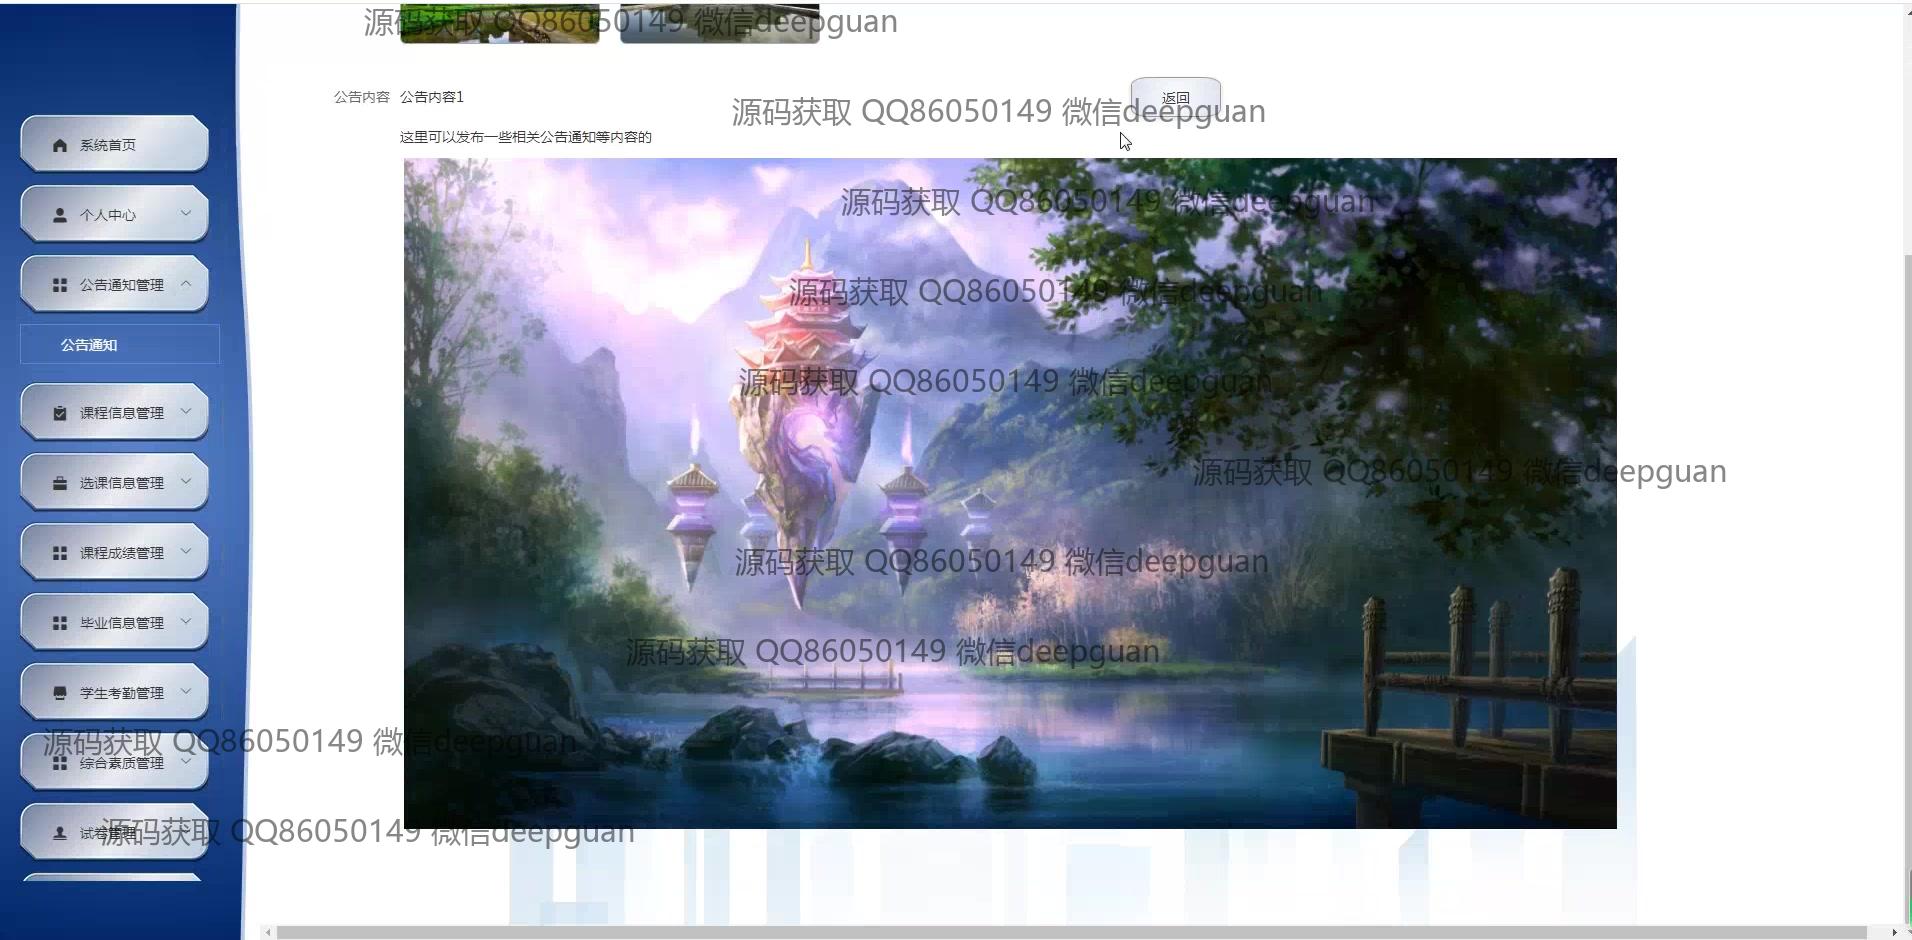 源码获取 QQ86050149 微信deepguan
公告内容 公告内容1
返回
源码获取 QQ86050149 微信deepguan
这里可以发布一些相关公告通知等内容的
系统首页
源码获取 QQ86050149 微信deepguan
个人中心
公告通知管理
源码获取 QQ86050149 微信deepguan
公告通知
源码获取 QQ86050149 微信deepguan
课程信息管理
源码获取 QQ86050149 微信deepguan
选课信息管理
课程成绩管理
源码获取 QQ86050149 微信deepguan
毕业信息管理
源码获取 QQ86050149 微信deepguan
学生考勤管理
源码获取 QQ86050149 微信deepguan
综合素质管理
试卷管理
源码获取 QQ86050149 微信deepguan